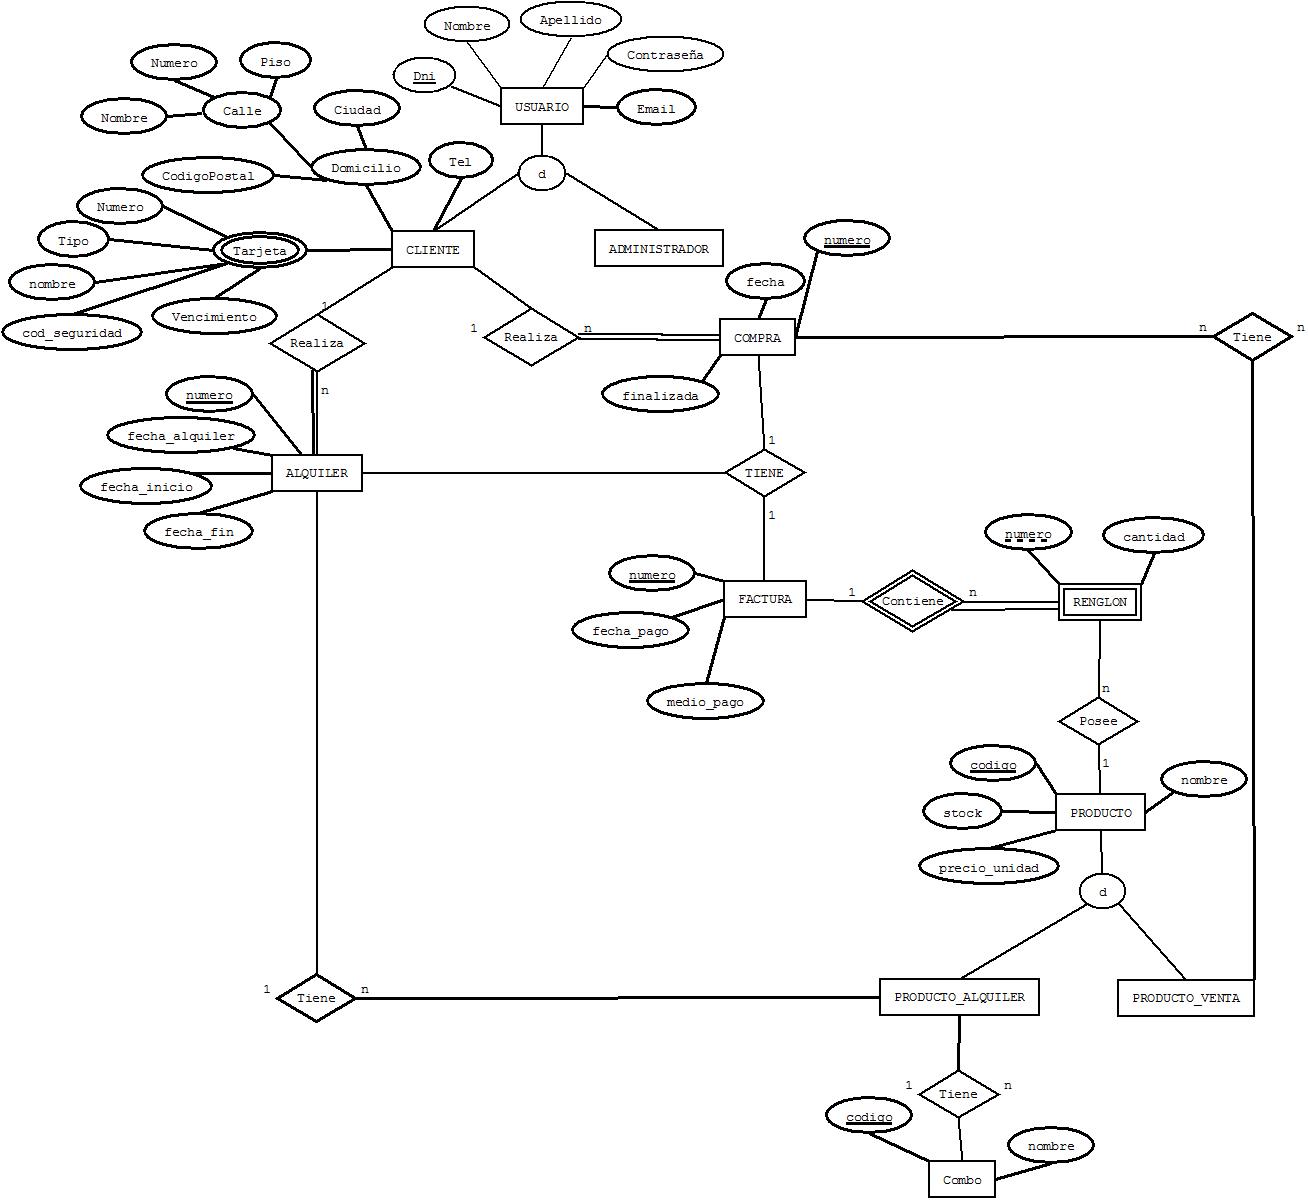 Nombre
Apellido
Contraseña
Dni
USUARIO
Email
Numero
Piso
Nombre
Calle
Ciudad
CodigoPostal
Domicilio
Tel
d
Numero
Tipo
Tarjeta
nombre
cod_seguridad
Vencimiento
CLIENTE
ADMINISTRADOR
numero
fecha
1
Realiza
n
1
Realiza
n
COMPRA
finalizada
n
Tiene
n
numero
fecha_alquiler
fecha_inicio
fecha_fin
ALQUILER
1
TIENE
1
numero
fecha_pago
medio_pago
FACTURA
1
Contiene
n
numero
cantidad
RENGLON
n
Posee
1
codigo
stock
precio_unidad
PRODUCTO
nombre
d
1
Tiene
n
PRODUCTO_ALQUILER
PRODUCTO_VENTA
1
Tiene
n
codigo
nombre
Combo